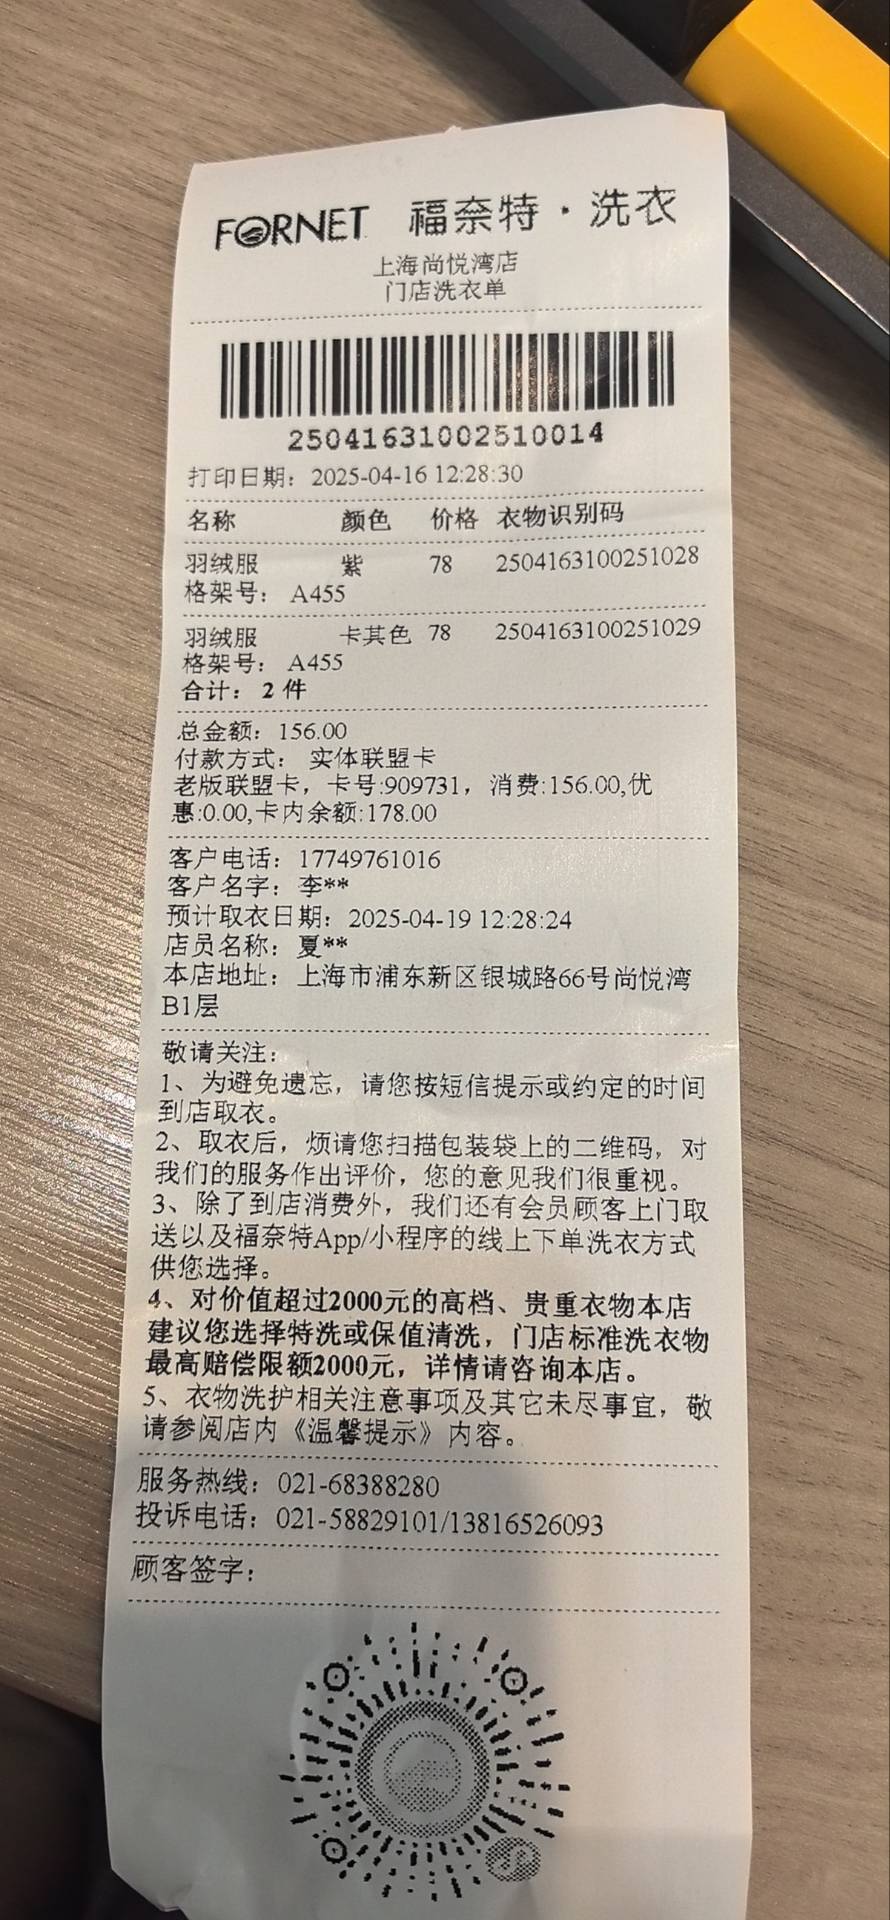 FORNET 福奈特·洗衣
上海尚悦湾店
门店洗衣单
25041631002510014
打印日期：2025-04-16 12:28:30
名称 颜色 价格 衣物识别码
羽绒服 紫 78 2504163100251028
格架号： A455
羽绒服 卡其色 78 2504163100251029
格架号： A455
合计： 2 件
总金额：156.00
付款方式： 实体联盟卡
老版联盟卡，卡号:909731，消费:156.00,优
惠:0.00,卡内余额:178.00
客户电话：17749761016
客户名字：李**
预计取衣日期：2025-04-19 12:28:24
店员名称：夏**
本店地址：上海市浦东新区银城路66号尚悦湾
B1层
敬请关注：
1、为避免遗忘，请您按短信提示或约定的时间
到店取衣。
2、取衣后，烦请您扫描包装袋上的二维码，对
我们的服务作出评价，您的意见我们很重视。
3、除了到店消费外，我们还有会员顾客上门取
送以及福奈特App/小程序的线上下单洗衣方式
供您选择。
4、对价值超过2000元的高档、贵重衣物本店
建议您选择特洗或保值清洗，门店标准洗衣物
最高赔偿限额2000元，详情请咨询本店。
5、衣物洗护相关注意事项及其它未尽事宜，敬
请参阅店内《温馨提示》内容。
服务热线：021-68388280
投诉电话：021-58829101/13816526093
顾客签字：